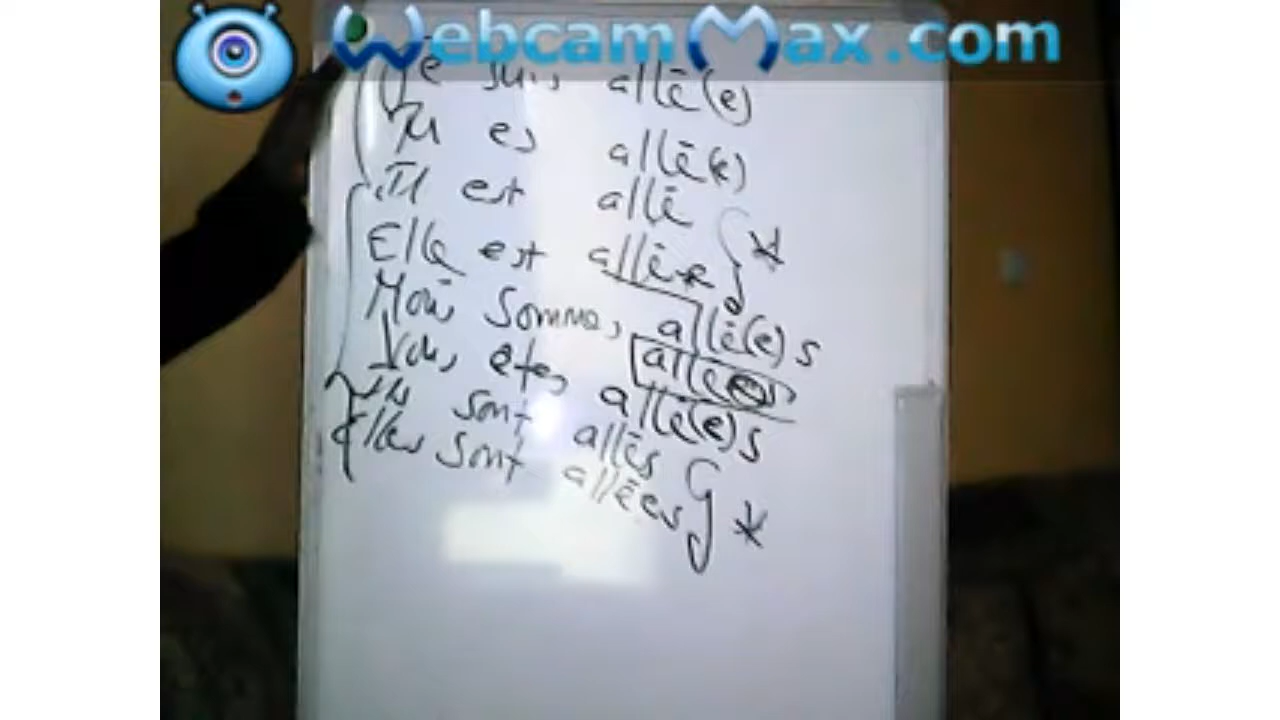 WebcamMax.com
Je suis allé(e)
Tu es allé(e)
Il est allé
Elle est allée
Nous sommes allé(e)s
Vous êtes allé(e)s
Ils sont allés
Elles sont allées